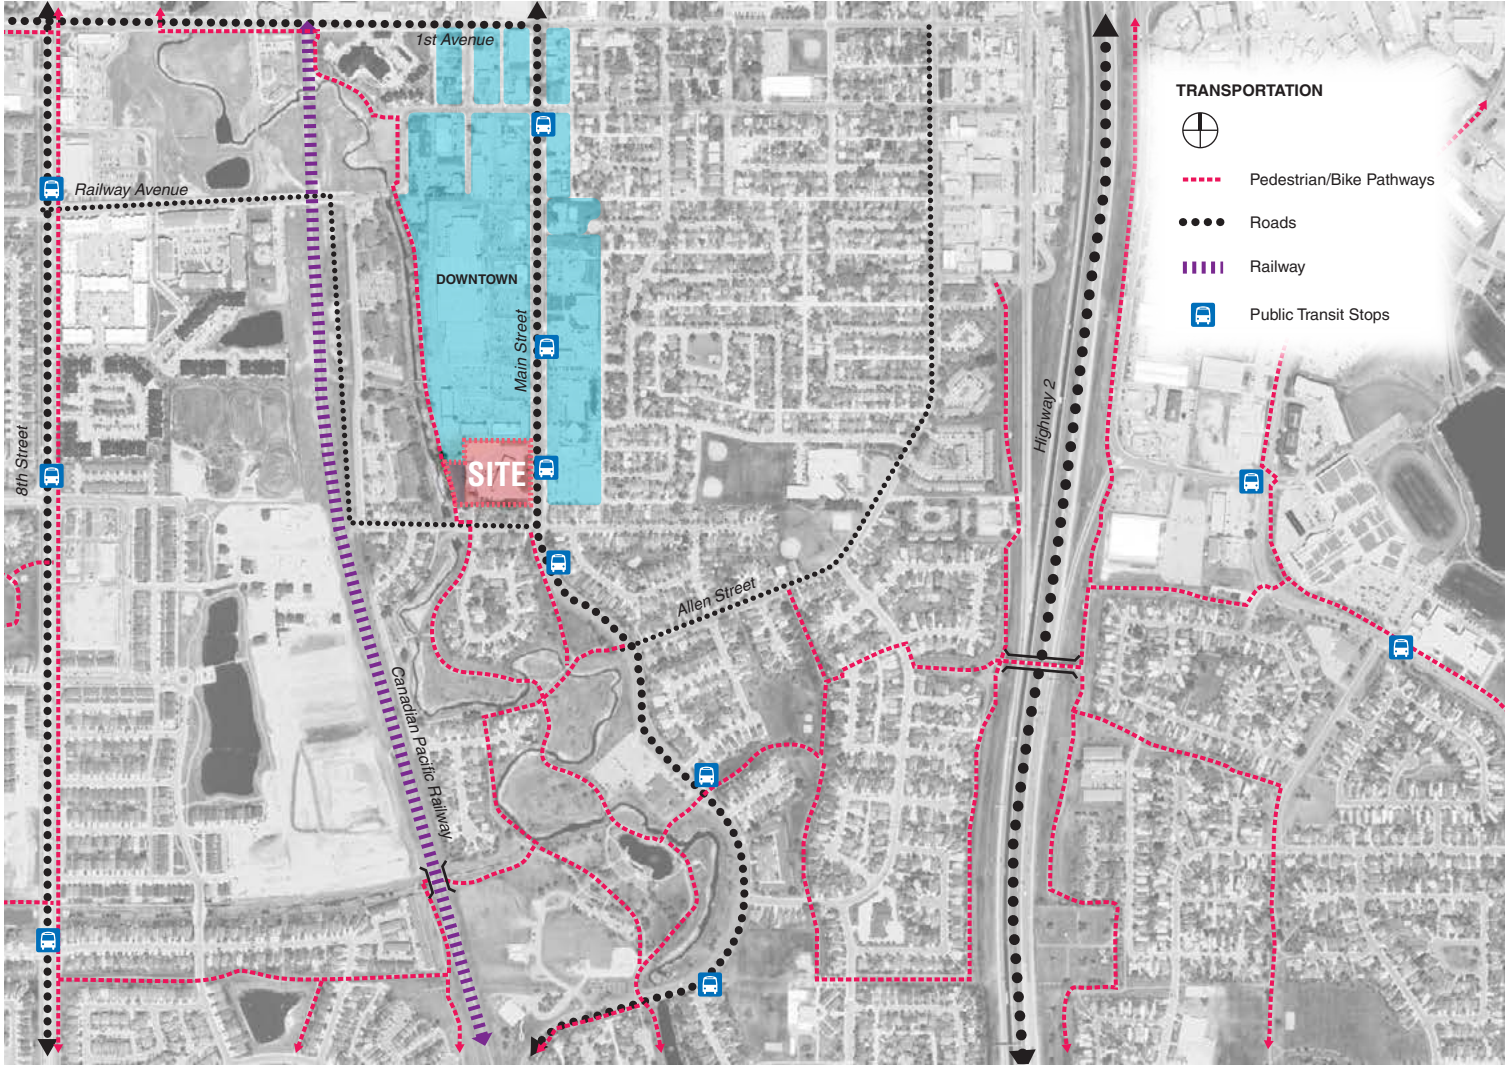 1st Avenue
TRANSPORTATION
Pedestrian/Bike Pathways
Railway Avenue
Roads
Railway
DOWNTOWN
Public Transit Stops
Main Street
Highway 2
8th Street
SITE
Allen Street
Canadian Pacific Railway